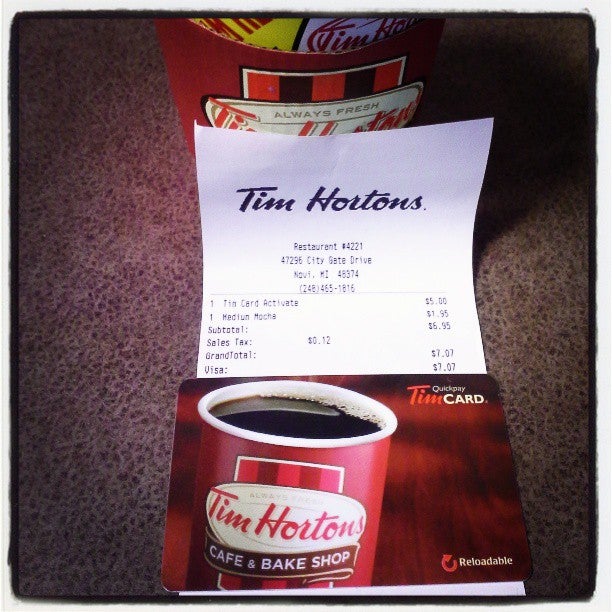 Tim Hortons
ALWAYS FRESH
Tim Hortons
Tim Hortons.
Restaurant #4221
47296 City Gate Drive
Novi, MI 48374
(248)465-1816
1 Tim Card Activate $5.00
1 Medium Mocha $1.95
Subtotal: $6.95
Sales Tax: $0.12
GrandTotal: $7.07
Visa: $7.07
Quickpay
TimCARD
ALWAYS FRESH
Tim Hortons
CAFE & BAKE SHOP
Reloadable